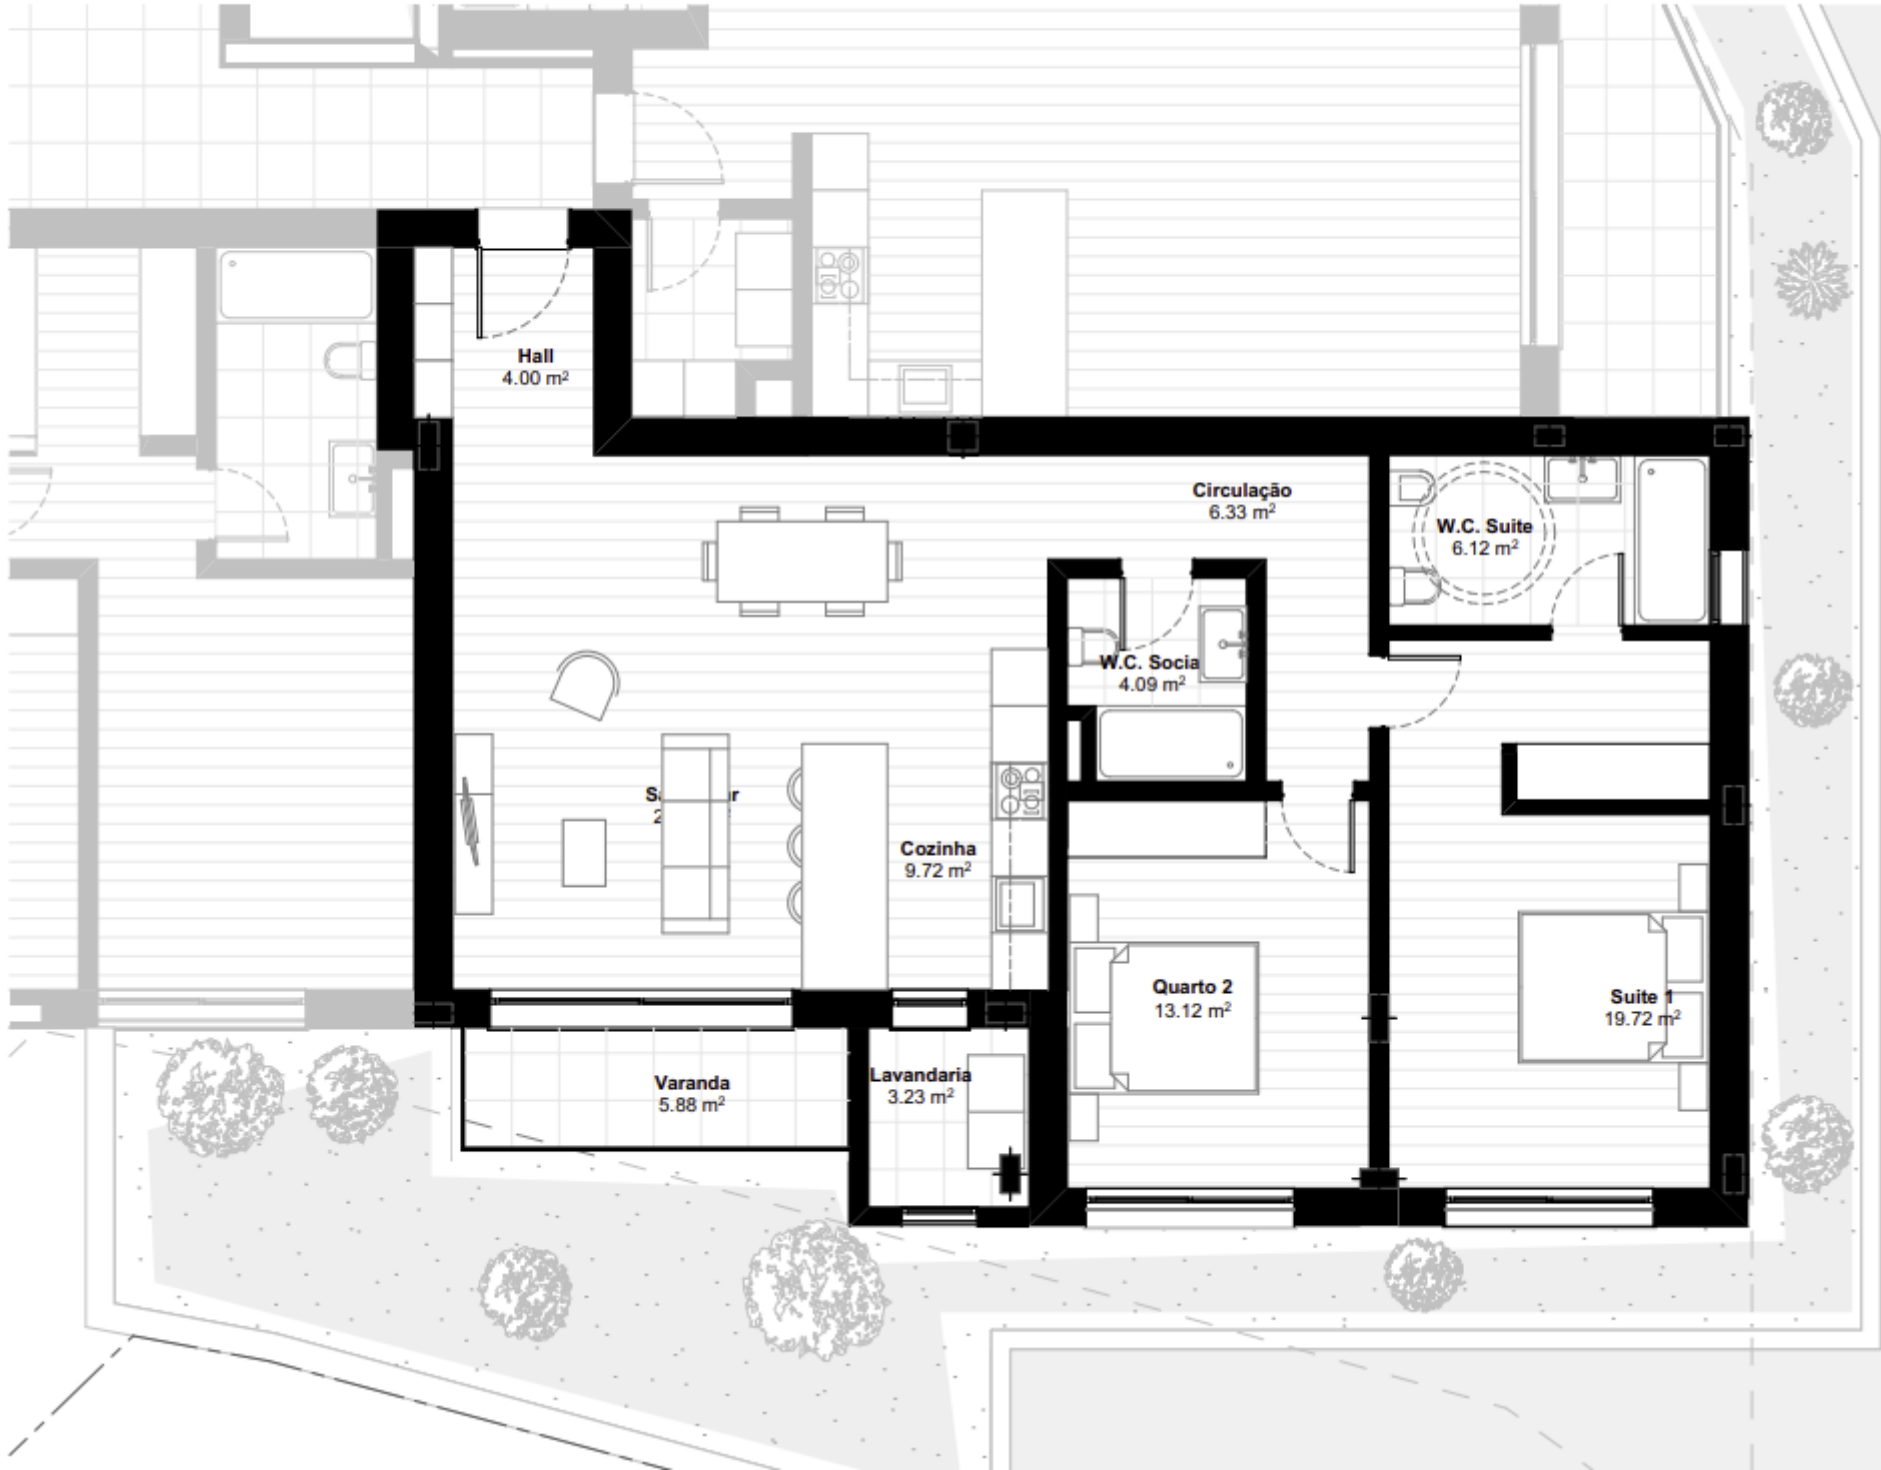 Hall
4.00 m²
Circulação
6.33 m²
W.C. Suite
6.12 m²
W.C. Socia
4.09 m²
Cozinha
9.72 m²
Quarto 2
13.12 m²
Suite 1
19.72 m²
Varanda
5.88 m²
Lavandaria
3.23 m²